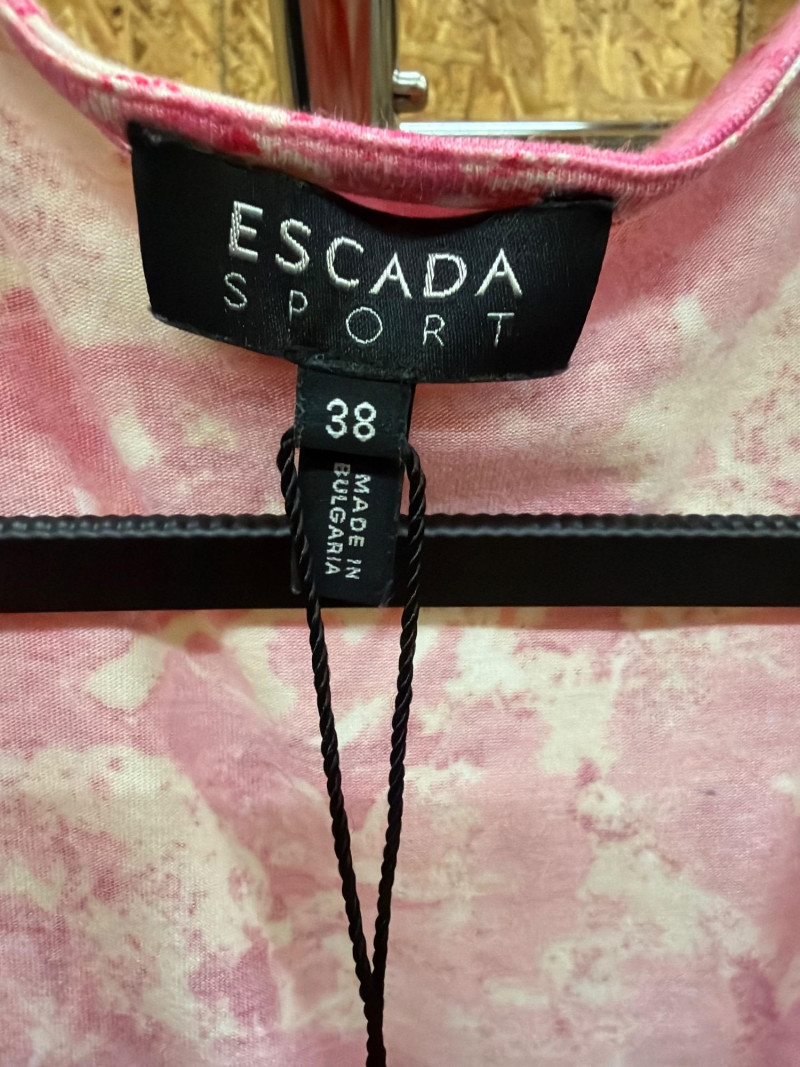 ESCADA
SPORT
38
MADE IN
BULGARIA